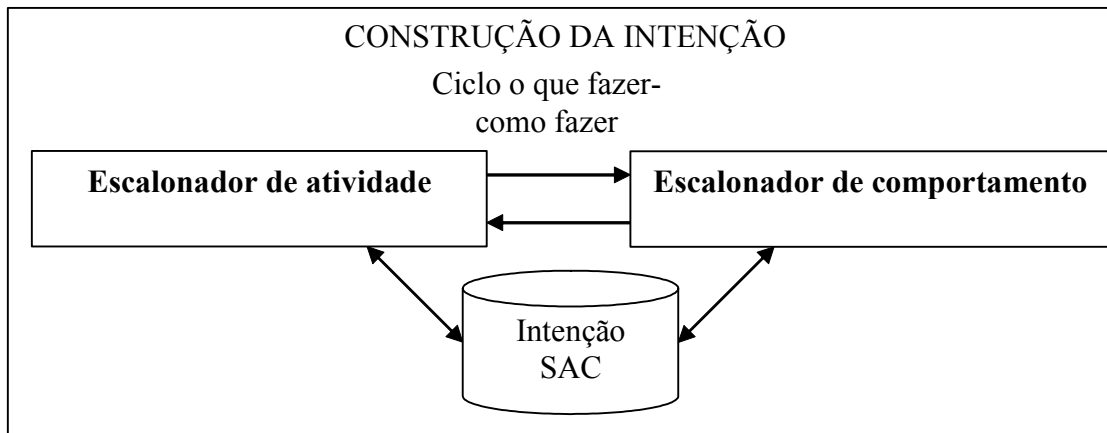 CONSTRUÇÃO DA INTENÇÃO
Ciclo o que fazer-
como fazer
Escalonador de atividade
Escalonador de comportamento
Intenção
SAC